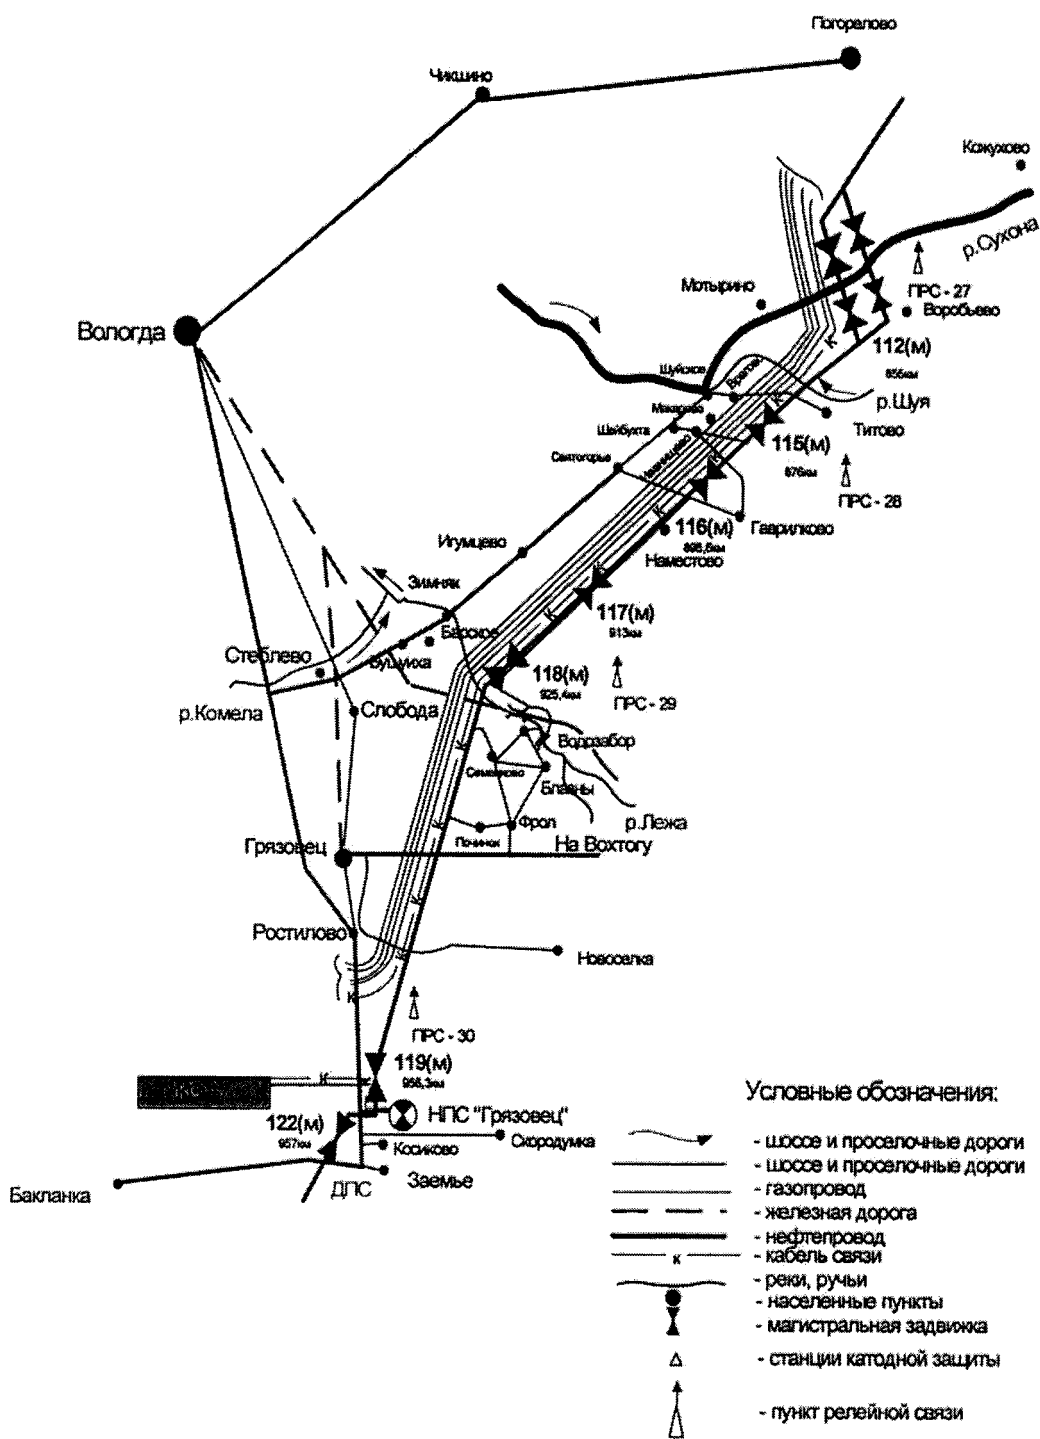 Погорелово
Чикшино
Кожухово
р.Сухона
Мотырино
ПРС - 27
Воробьево
Вологда
112(м)
855км
Шуйское
Врагово
р.Шуя
Макарово
Титово
Шейбухта
115(м)
876км
Святогорье
ПРС - 28
116(м)
Гаврилково
Игумцево
Наместово
Зимняк
117(м)
913км
Барское
Стеблево
118(м)
925,4км
ПРС - 29
р.Комела
Слобода
Водозабор
Семенково
р.Лежа
Фрол
Грязовец
Починок
На Вохтогу
Ростилово
Новоселка
К
ПРС - 30
119(м)
К
122(м)
957км
НПС "Грязовец"
Скородумка
Косиково
Заемье
ДПС
Бакланка
Условные обозначения:
- шоссе и проселочные дороги
- шоссе и проселочные дороги
- газопровод
- железная дорога
- нефтепровод
к - кабель связи
- реки, ручьи
- населенные пункты
- магистральная задвижка
- станции катодной защиты
- пункт релейной связи